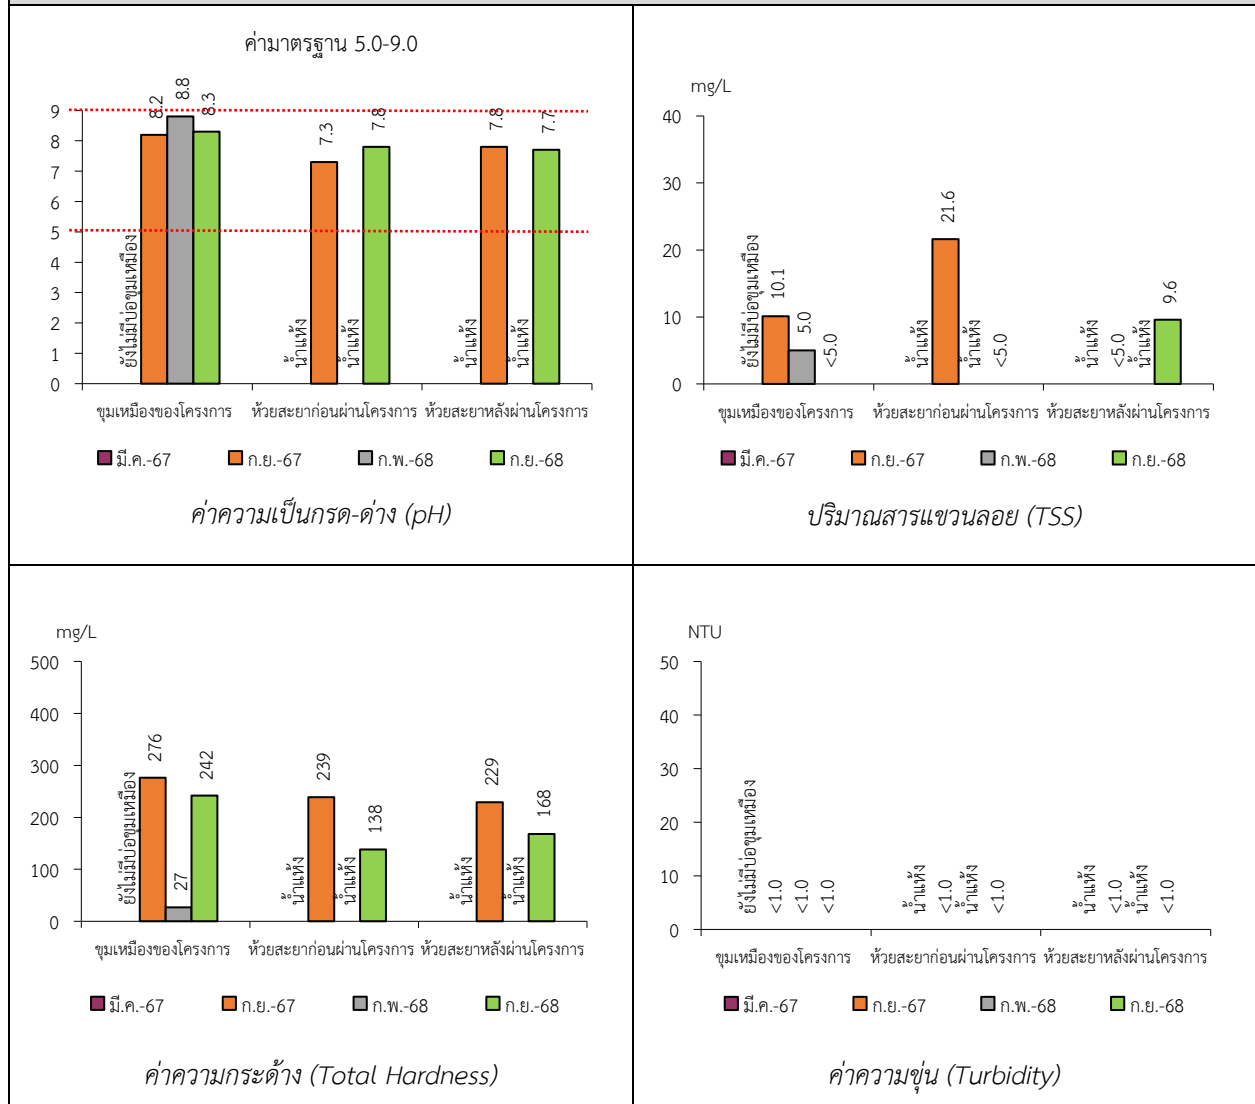 ค่ามาตรฐาน 5.0-9.0
9
8
7
6
5
4
3
2
1
0
ยังไม่มีบ่อขุมเหมือง
8.2
8.8
8.3
น้ำแห้ง
7.3
น้ำแห้ง
7.8
น้ำแห้ง
7.8
น้ำแห้ง
7.7
ขุมเหมืองของโครงการ ห้วยสะยาก่อนผ่านโครงการ ห้วยสะยาหลังผ่านโครงการ
มี.ค.-67 ก.ย.-67 ก.พ.-68 ก.ย.-68
ค่าความเป็นกรด-ด่าง (pH)
mg/L
40
30
20
10
0
ยังไม่มีบ่อขุมเหมือง
10.1
5.0
<5.0
น้ำแห้ง
21.6
น้ำแห้ง
<5.0
น้ำแห้ง
<5.0
น้ำแห้ง
9.6
ขุมเหมืองของโครงการ ห้วยสะยาก่อนผ่านโครงการ ห้วยสะยาหลังผ่านโครงการ
มี.ค.-67 ก.ย.-67 ก.พ.-68 ก.ย.-68
ปริมาณสารแขวนลอย (TSS)
mg/L
500
400
300
200
100
0
ยังไม่มีบ่อขุมเหมือง
276
27
242
น้ำแห้ง
239
น้ำแห้ง
138
น้ำแห้ง
229
น้ำแห้ง
168
ขุมเหมืองของโครงการ ห้วยสะยาก่อนผ่านโครงการ ห้วยสะยาหลังผ่านโครงการ
มี.ค.-67 ก.ย.-67 ก.พ.-68 ก.ย.-68
ค่าความกระด้าง (Total Hardness)
NTU
50
40
30
20
10
0
ยังไม่มีบ่อขุมเหมือง
<1.0
<1.0
<1.0
น้ำแห้ง
<1.0
น้ำแห้ง
<1.0
น้ำแห้ง
<1.0
น้ำแห้ง
<1.0
ขุมเหมืองของโครงการ ห้วยสะยาก่อนผ่านโครงการ ห้วยสะยาหลังผ่านโครงการ
มี.ค.-67 ก.ย.-67 ก.พ.-68 ก.ย.-68
ค่าความขุ่น (Turbidity)